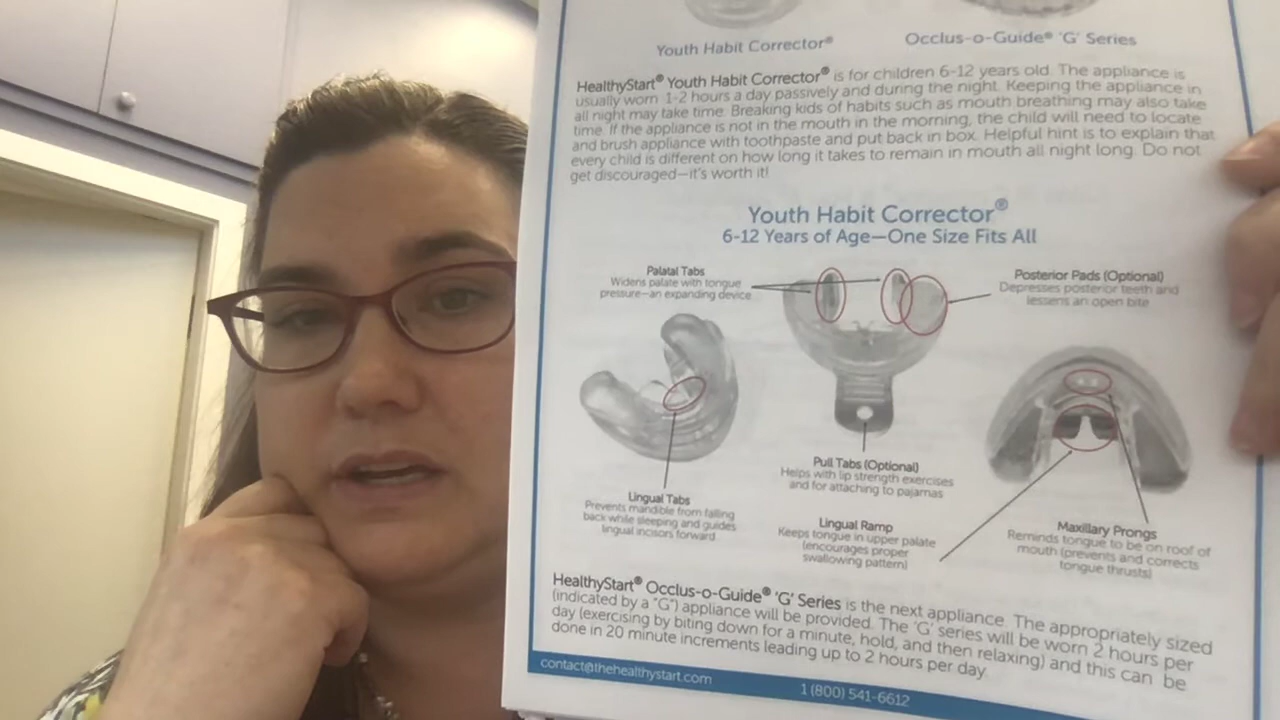 Youth Habit Corrector®
Occlus-o-Guide® 'G' Series
HealthyStart® Youth Habit Corrector® is for children 6-12 years old. The appliance is
usually worn 1-2 hours a day passively and during the night. Keeping the appliance in
all night may take time. Breaking kids of habits such as mouth breathing may also take
time. If the appliance is not in the mouth in the morning, the child will need to locate
and brush appliance with toothpaste and put back in box. Helpful hint is to explain that
every child is different on how long it takes to remain in mouth all night long. Do not
get discouraged—it's worth it!
Youth Habit Corrector®
6-12 Years of Age—One Size Fits All
Palatal Tabs
Widens palate with tongue
pressure—an expanding device
Posterior Pads (Optional)
Depresses posterior teeth and
lessens an open bite
Pull Tabs (Optional)
Helps with lip strength exercises
and for attaching to pajamas
Lingual Tabs
Prevents mandible from falling
back while sleeping and guides
lingual incisors forward
Lingual Ramp
Keeps tongue in upper palate
(encourages proper
swallowing pattern)
Maxillary Prongs
Reminds tongue to be on roof of
mouth (prevents and corrects
tongue thrusts)
HealthyStart® Occlus-o-Guide® 'G' Series is the next appliance. The appropriately sized
(indicated by a "G") appliance will be provided. The 'G' series will be worn 2 hours per
day (exercising by biting down for a minute, hold, and then relaxing) and this can be
done in 20 minute increments leading up to 2 hours per day.
contact@thehealthystart.com
1 (800) 541-6612